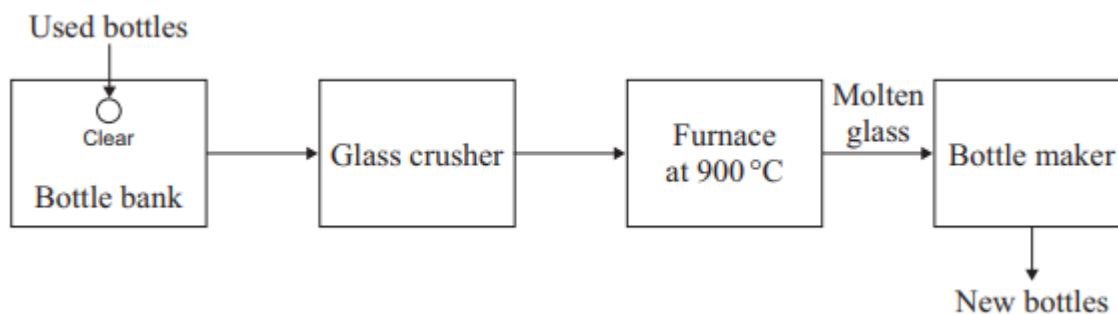 Used bottles
Clear
Bottle bank
Glass crusher
Furnace
at 900 °C
Molten
glass
Bottle maker
New bottles